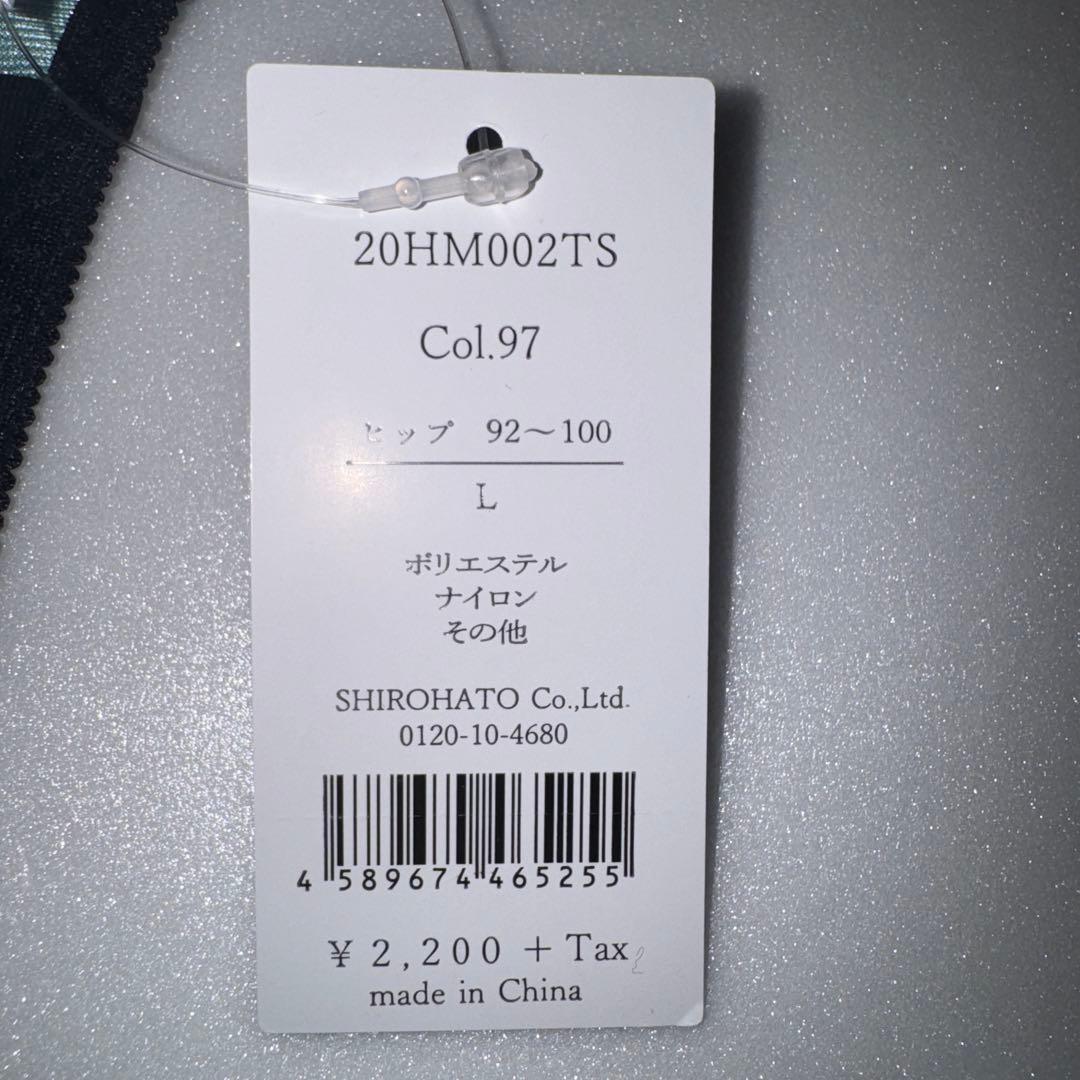 20HM002TS
Col.97
ヒップ 92～100
L
ポリエステル
ナイロン
その他
SHIROHATO Co.,Ltd.
0120-10-4680
4 589674 465255
¥2,200 + Tax
made in China